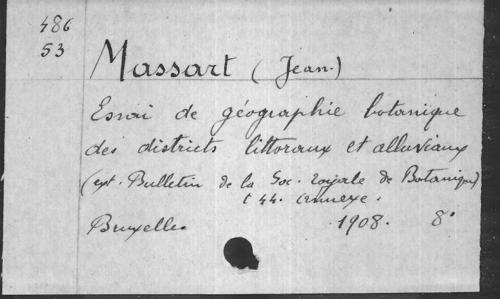 486
53
Massart (Jean.)
Essai de géographie botanique
des districts littoraux et alluviaux
(ext. Bulletin de la Soc. royale de Botanique)
t 44. annexe.
Bruxelles 1908. 8°